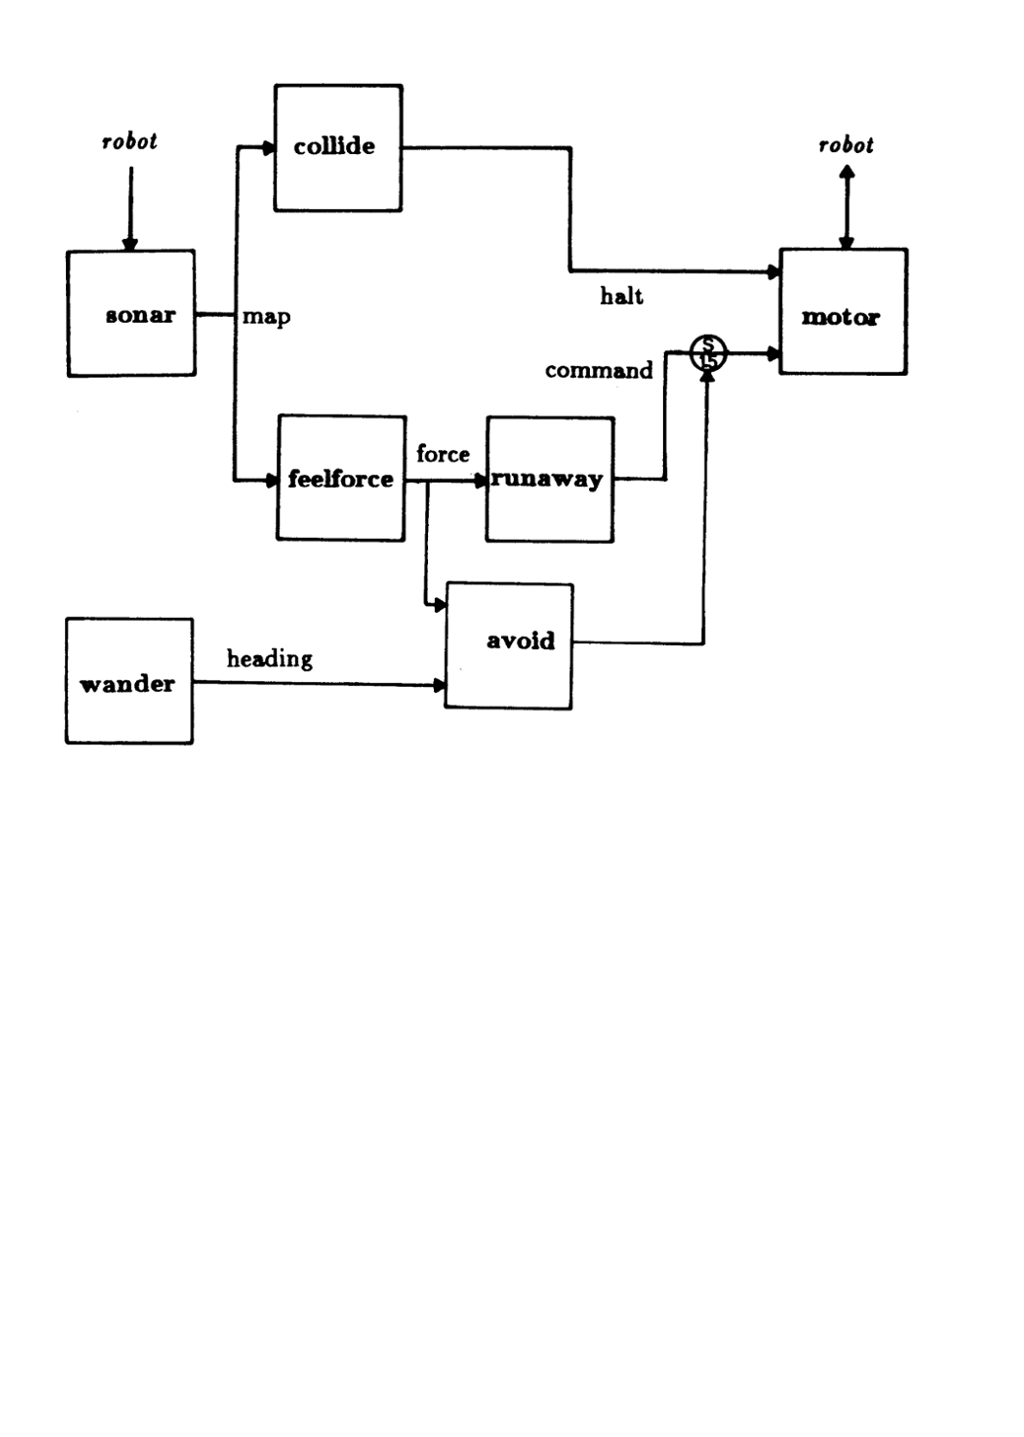 robot
collide
robot
sonar
map
halt
motor
S
15
command
force
feelforce
runaway
avoid
heading
wander